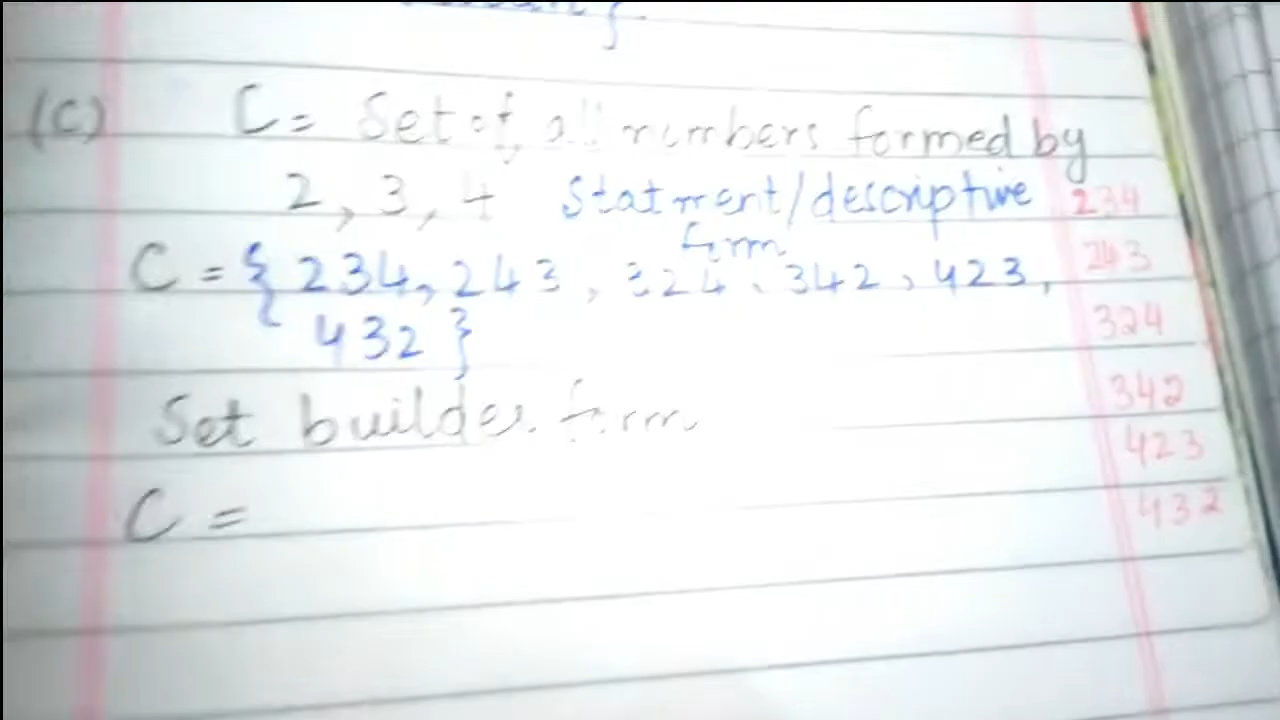 (C) C = Set of all numbers formed by
2, 3, 4 Statment/descriptive
form
C = { 234, 243, 324, 342, 423,
432 }
Set builder form
C =
234
243
324
342
423
432